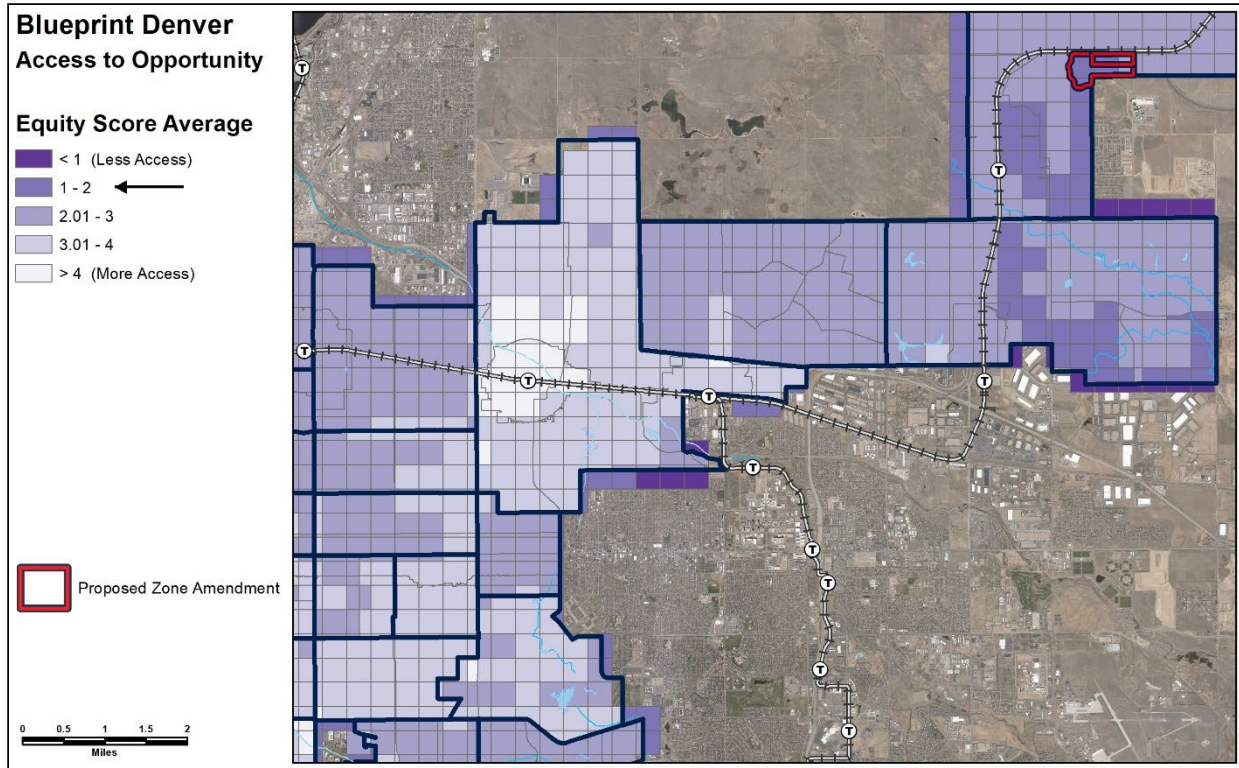 Blueprint Denver
Access to Opportunity
Equity Score Average
< 1 (Less Access)
1 - 2
2.01 - 3
3.01 - 4
> 4 (More Access)
Proposed Zone Amendment
0 0.5 1 1.5 2
Miles
T
T
T
T
T
T
T
T
T
T
T